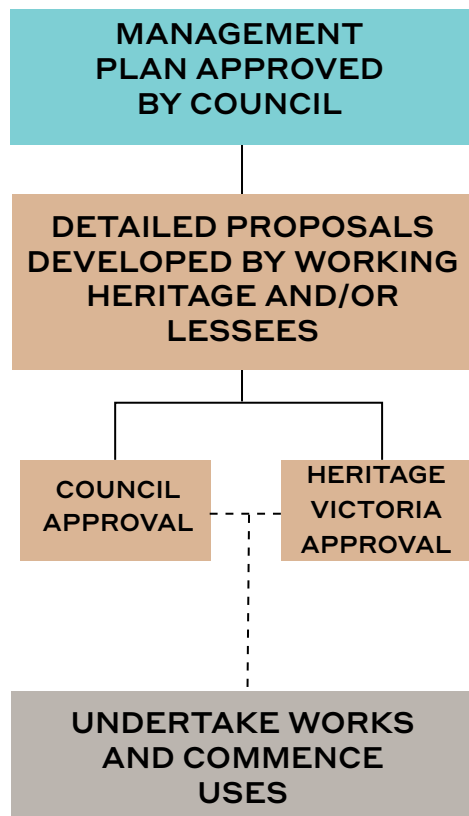 MANAGEMENT
PLAN APPROVED
BY COUNCIL
DETAILED PROPOSALS
DEVELOPED BY WORKING
HERITAGE AND/OR
LESSEES
COUNCIL
APPROVAL
HERITAGE
VICTORIA
APPROVAL
UNDERTAKE WORKS
AND COMMENCE
USES